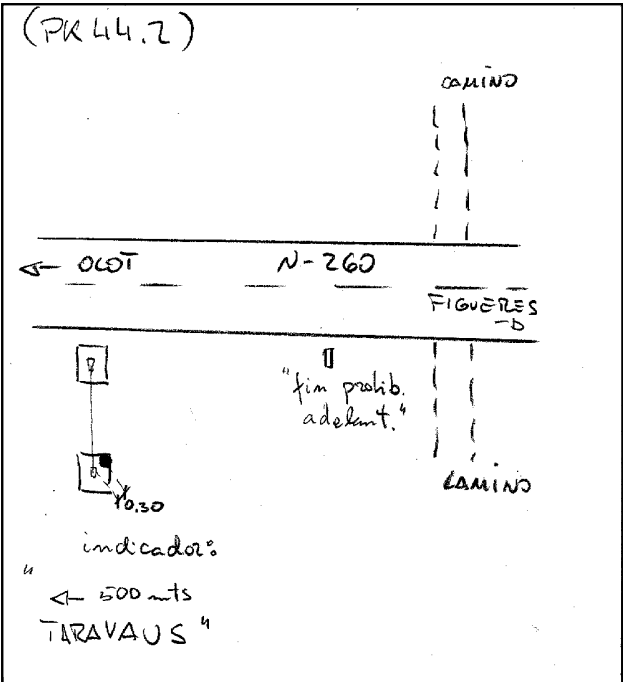 (PK 44.2)
CAMINO
← OLOT N-260
FIGUERES
"fin prohib.
adelant."
CAMINO
0.30
indicador:
"
← 500 mts
TARAVAUS"